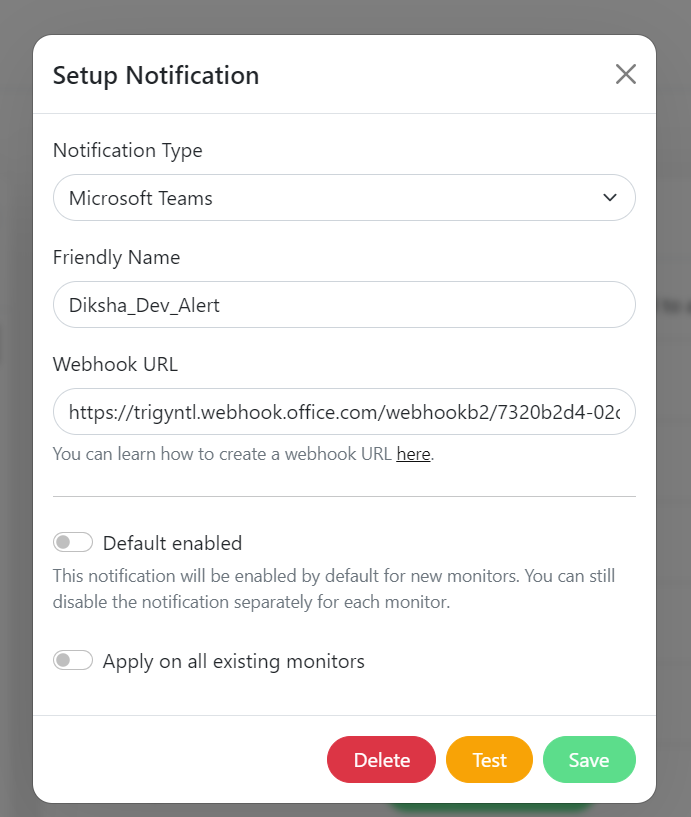 Setup Notification
Notification Type
Microsoft Teams
Friendly Name
Diksha_Dev_Alert
Webhook URL
https://trigyntl.webhook.office.com/webhookb2/7320b2d4-02
You can learn how to create a webhook URL here.
Default enabled
This notification will be enabled by default for new monitors. You can still
disable the notification separately for each monitor.
Apply on all existing monitors
Delete
Test
Save